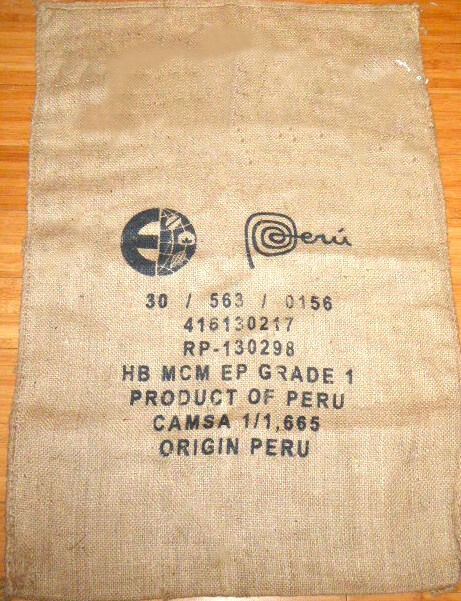 Perú
30 / 563 / 0156
416130217
RP-130298
HB MCM EP GRADE 1
PRODUCT OF PERU
CAMSA 1/1,665
ORIGIN PERU